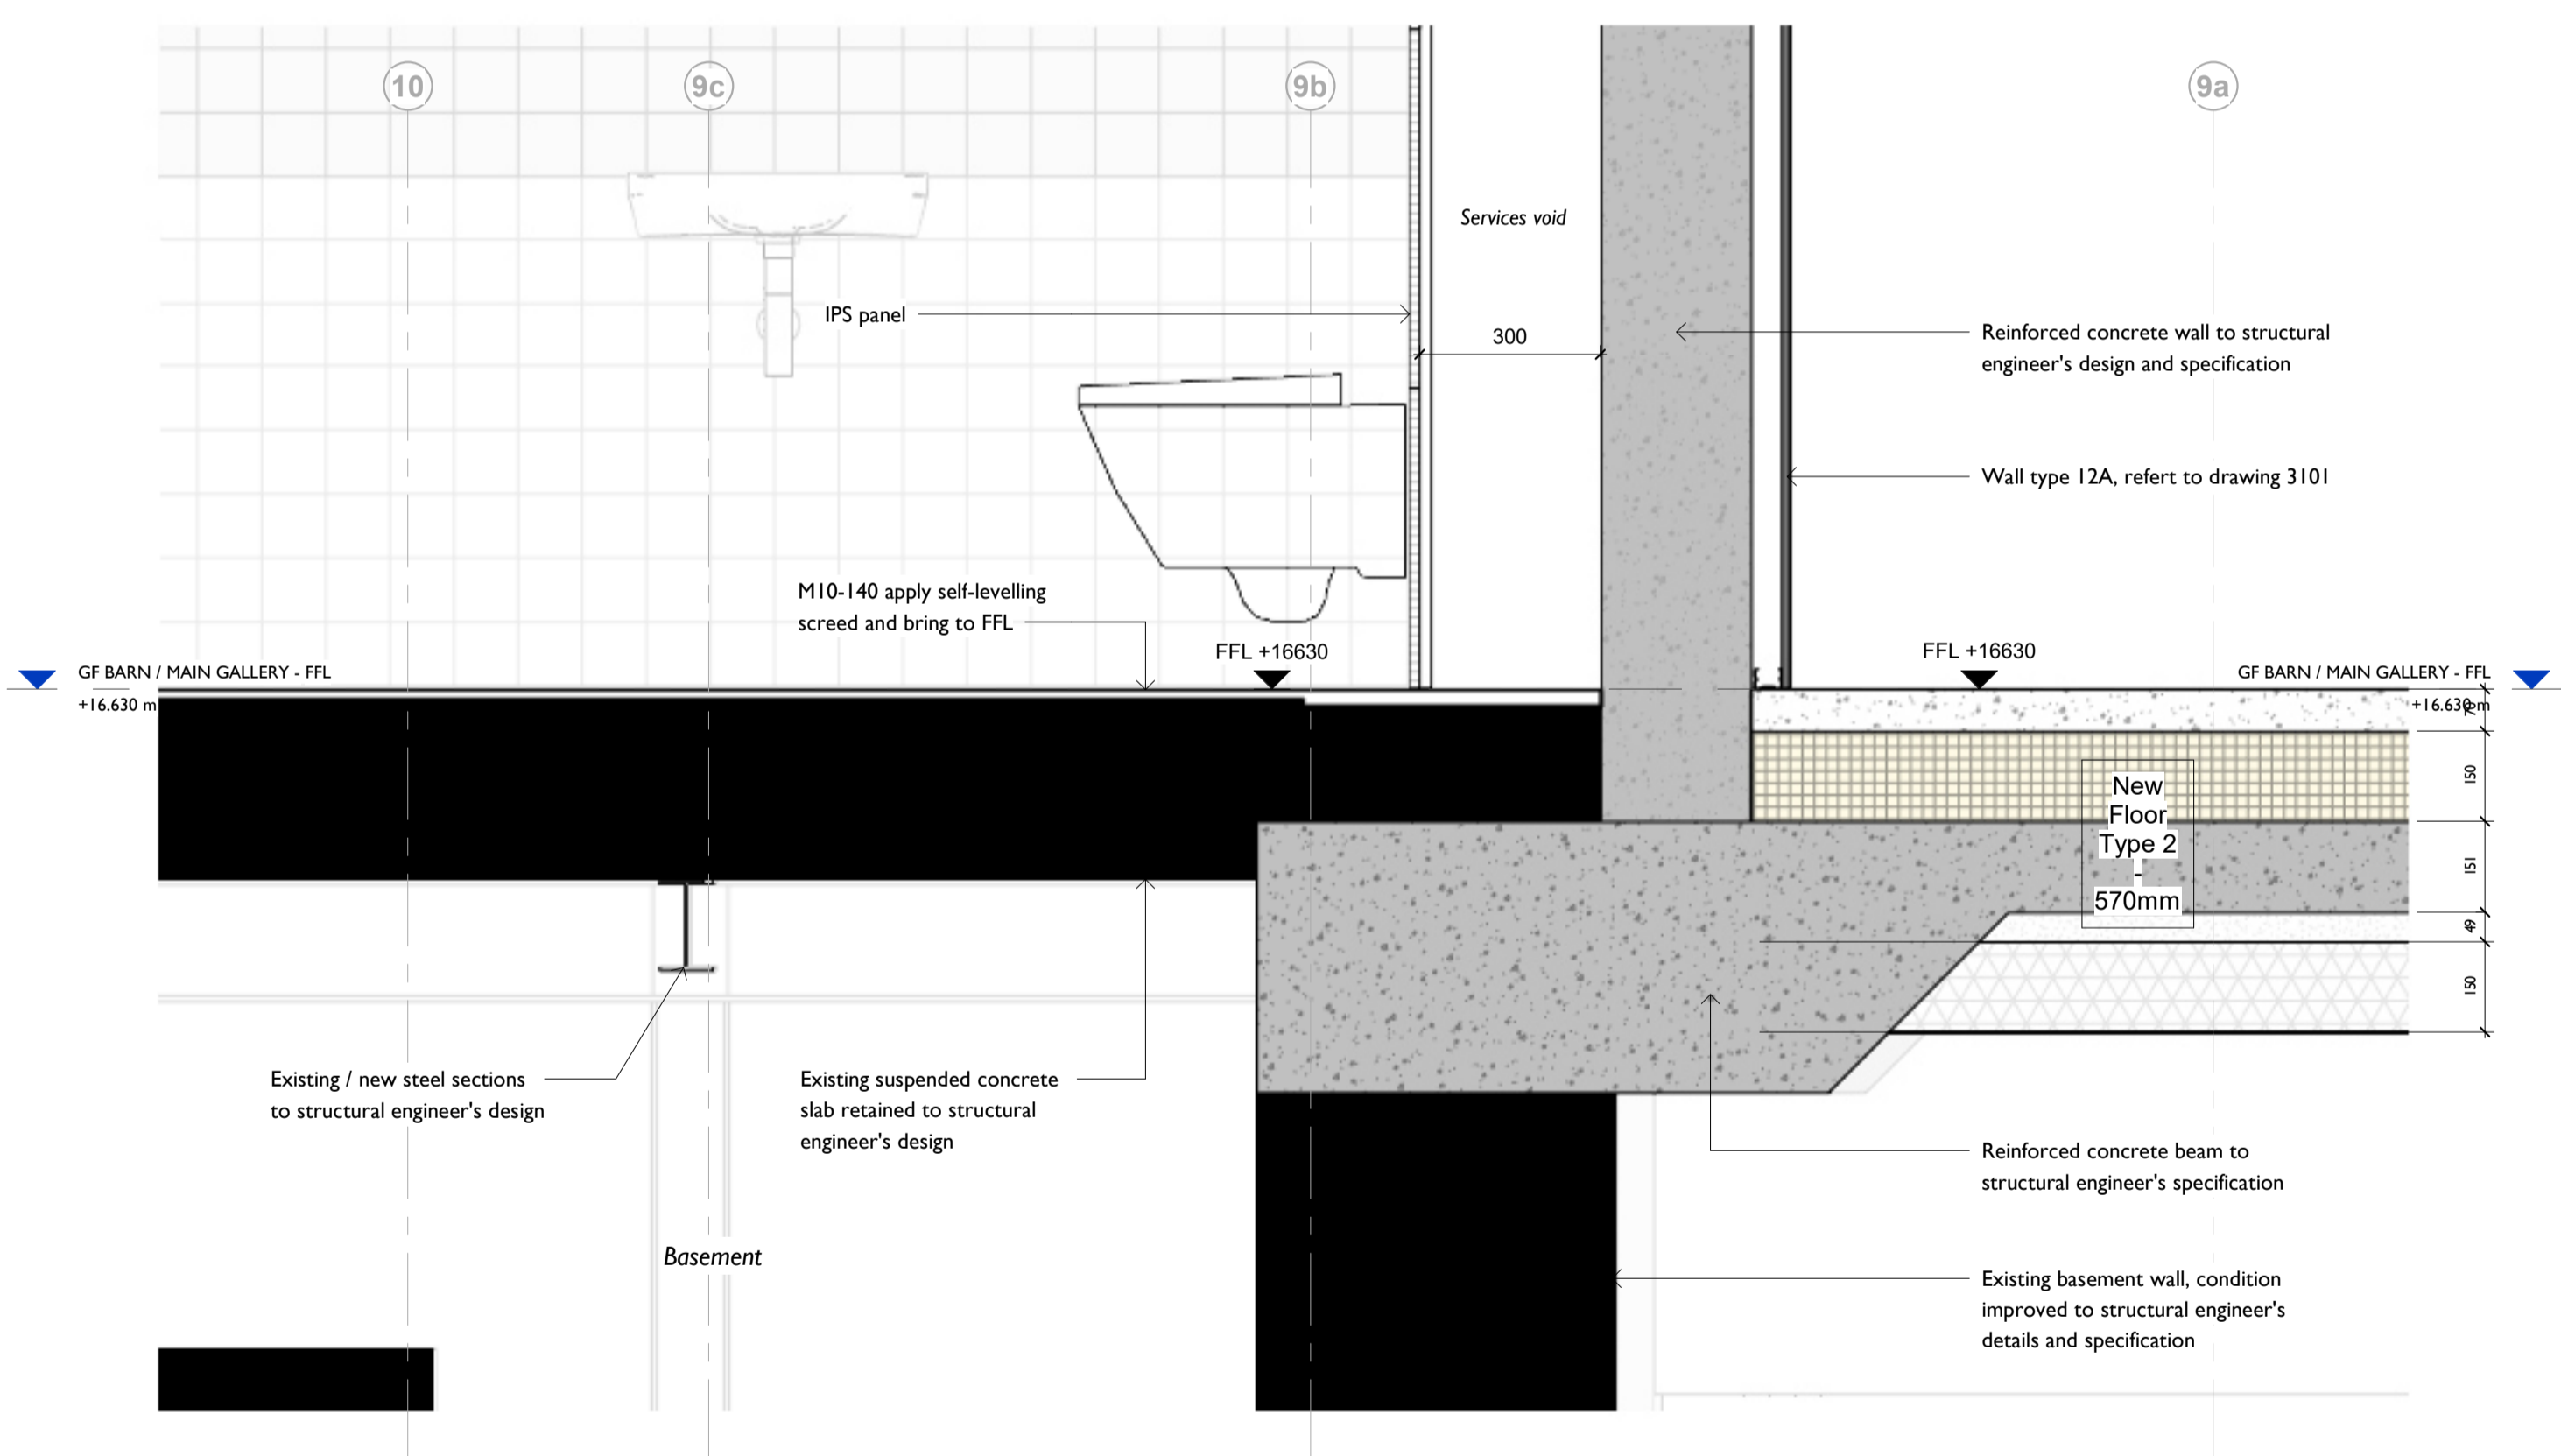 10
9c
9b
9a
Services void
IPS panel
300
Reinforced concrete wall to structural
engineer's design and specification
Wall type 12A, refert to drawing 3101
M10-140 apply self-levelling
screed and bring to FFL
FFL +16630
FFL +16630
GF BARN / MAIN GALLERY - FFL
+16.630 m
GF BARN / MAIN GALLERY - FFL
+16.630 m
150
New
Floor
Type 2
-
570mm
151
49
150
Existing / new steel sections
to structural engineer's design
Existing suspended concrete
slab retained to structural
engineer's design
Reinforced concrete beam to
structural engineer's specification
Basement
Existing basement wall, condition
improved to structural engineer's
details and specification